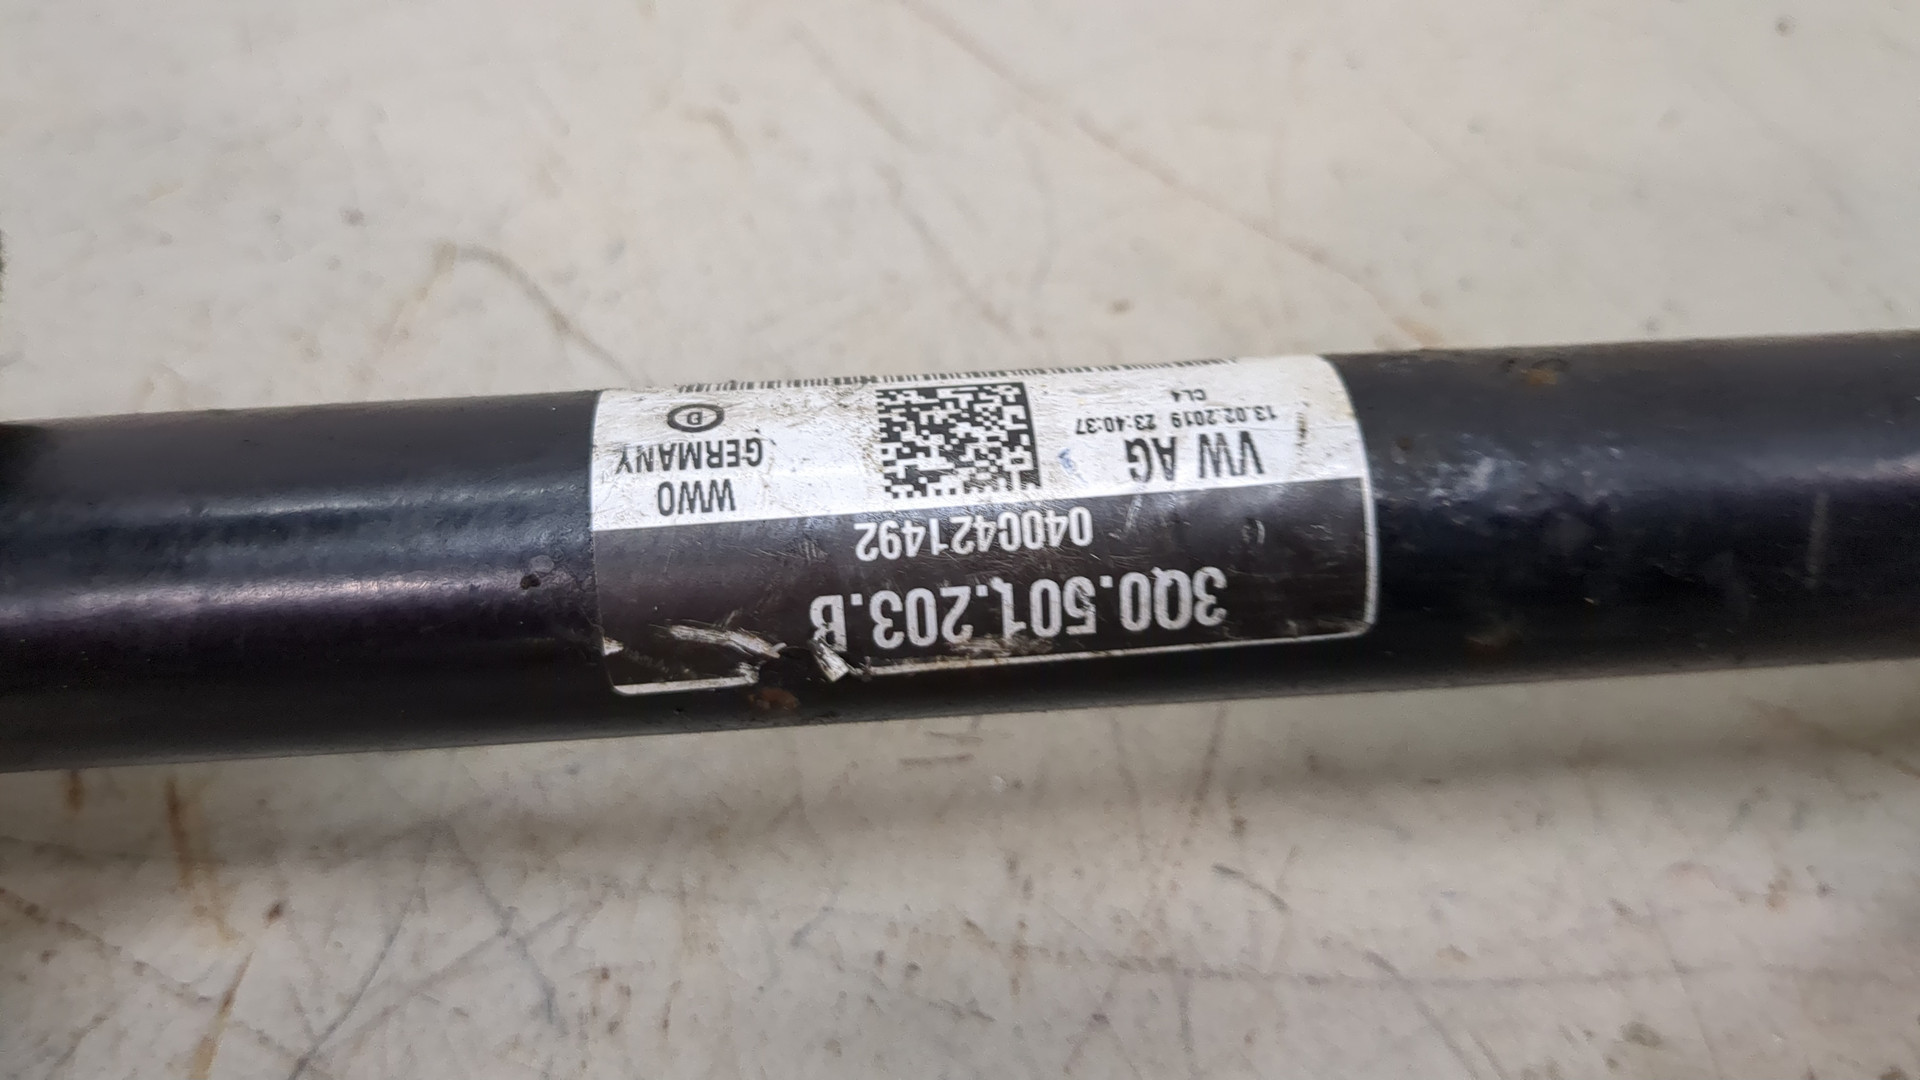 3Q0.501.203.B
0400421492
VW AG
13.02.2019 23:40:37
CL4
WWO
GERMANY
D